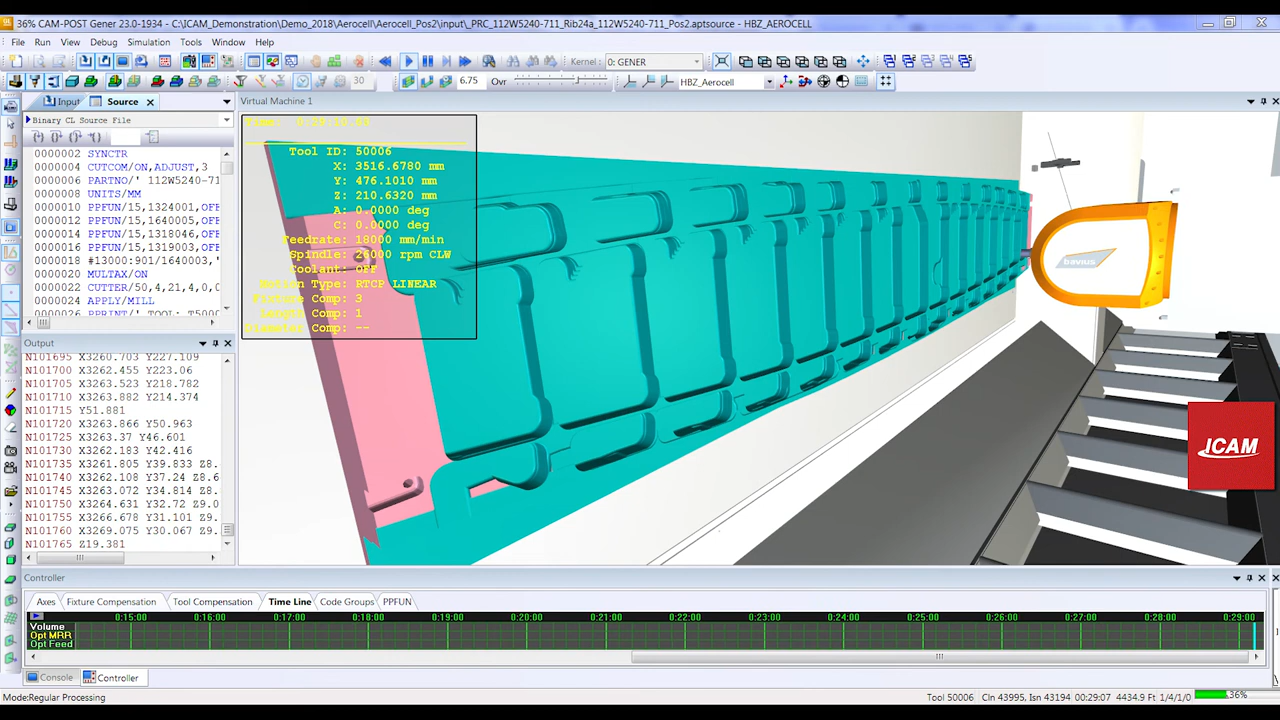 36% CAM-POST Gener 23.0-1934 - C:\ICAM_Demonstration\Demo_2018\Aerocell\Aerocell_Pos2\input\_PRC_112W5240-711_Rib24a_112W5240-711_Pos2.aptsource - HBZ_AEROCELL
File Run View Debug Simulation Tools Window Help
Kernel : 0: GENER
30 6.75 Ovr HBZ_Aerocell
Input Source
Virtual Machine 1
Binary CL Source File
0000002 SYNCTR
0000004 CUTCOM/ON,ADJUST,3
0000006 PARTNO/ ' 112W5240-71
0000008 UNITS/MM
0000010 PPFUN/15,1324001,OFF
0000012 PPFUN/15,1640005,OFF
0000014 PPFUN/15,1318046,OFF
0000016 PPFUN/15,1319003,OFF
0000018 #13000:901/1640003,'
0000020 MULTAX/ON
0000022 CUTTER/50,4,21,4,0,0
0000024 APPLY/MILL
0000026 PPRINT/ ' TOOL: T5000
Time:
Tool ID: 50006
X: 3516.6780 mm
Y: 476.1010 mm
Z: 210.6320 mm
A: 0.0000 deg
C: 0.0000 deg
Feedrate: 18000 mm/min
Spindle: 26000 rpm CLW
Coolant: OFF
Motion Type: RTCP LINEAR
Fixture Comp: 3
Length Comp: 1
Diameter Comp: --
bavius
ICAM
Output
N101695 X3260.703 Y227.109
N101700 X3262.455 Y223.06
N101705 X3263.523 Y218.782
N101710 X3263.882 Y214.374
N101715 Y51.881
N101720 X3263.866 Y50.963
N101725 X3263.37 Y46.601
N101730 X3262.183 Y42.416
N101735 X3261.805 Y39.833 Z8.
N101740 X3262.108 Y37.24 Z8.6
N101745 X3263.072 Y34.814 Z8.
N101750 X3264.631 Y32.72 Z9.0
N101755 X3266.678 Y31.101 Z9.
N101760 X3269.075 Y30.067 Z9.
N101765 Z19.381
Controller
Axes Fixture Compensation Tool Compensation Time Line Code Groups PPFUN
0:15:00 0:16:00 0:17:00 0:18:00 0:19:00 0:20:00 0:21:00 0:22:00 0:23:00 0:24:00 0:25:00 0:26:00 0:27:00 0:28:00 0:29:00
Volume
Opt MRR
Opt Feed
Console Controller
Mode:Regular Processing Tool 50006 Cln 43995, Isn 43194 00:29:07 4434.9 Ft 1/4/1/0 36%